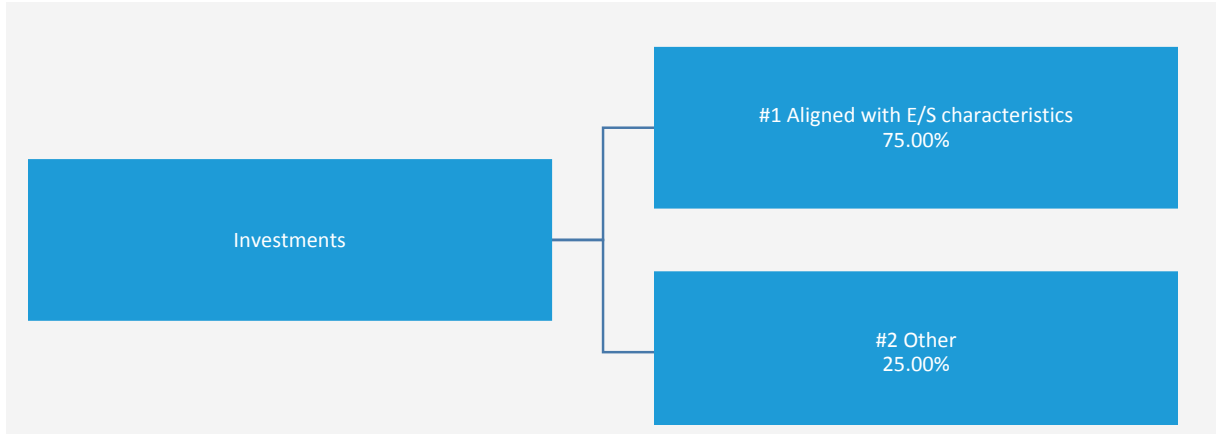 Investments
#1 Aligned with E/S characteristics
75.00%
#2 Other
25.00%